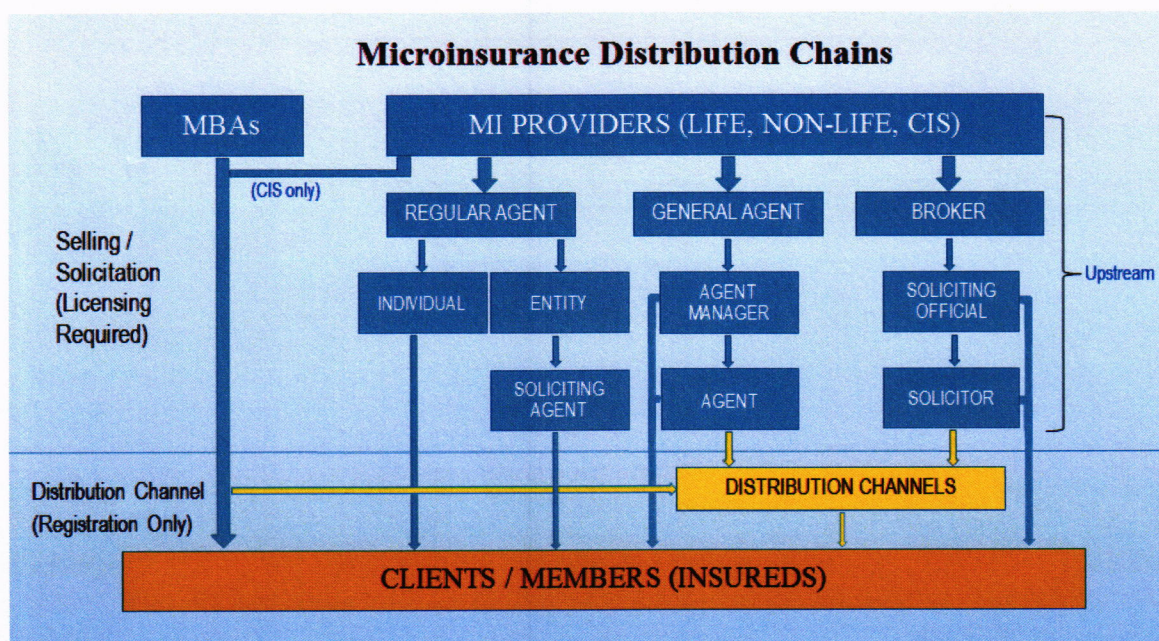 Microinsurance Distribution Chains
MBAs
MI PROVIDERS (LIFE, NON-LIFE, CIS)
(CIS only)
REGULAR AGENT
GENERAL AGENT
BROKER
Selling /
Solicitation
(Licensing
Required)
Upstream
INDIVIDUAL
ENTITY
AGENT
MANAGER
SOLICITING
OFFICIAL
SOLICITING
AGENT
AGENT
SOLICITOR
Distribution Channel
(Registration Only)
DISTRIBUTION CHANNELS
CLIENTS / MEMBERS (INSUREDS)